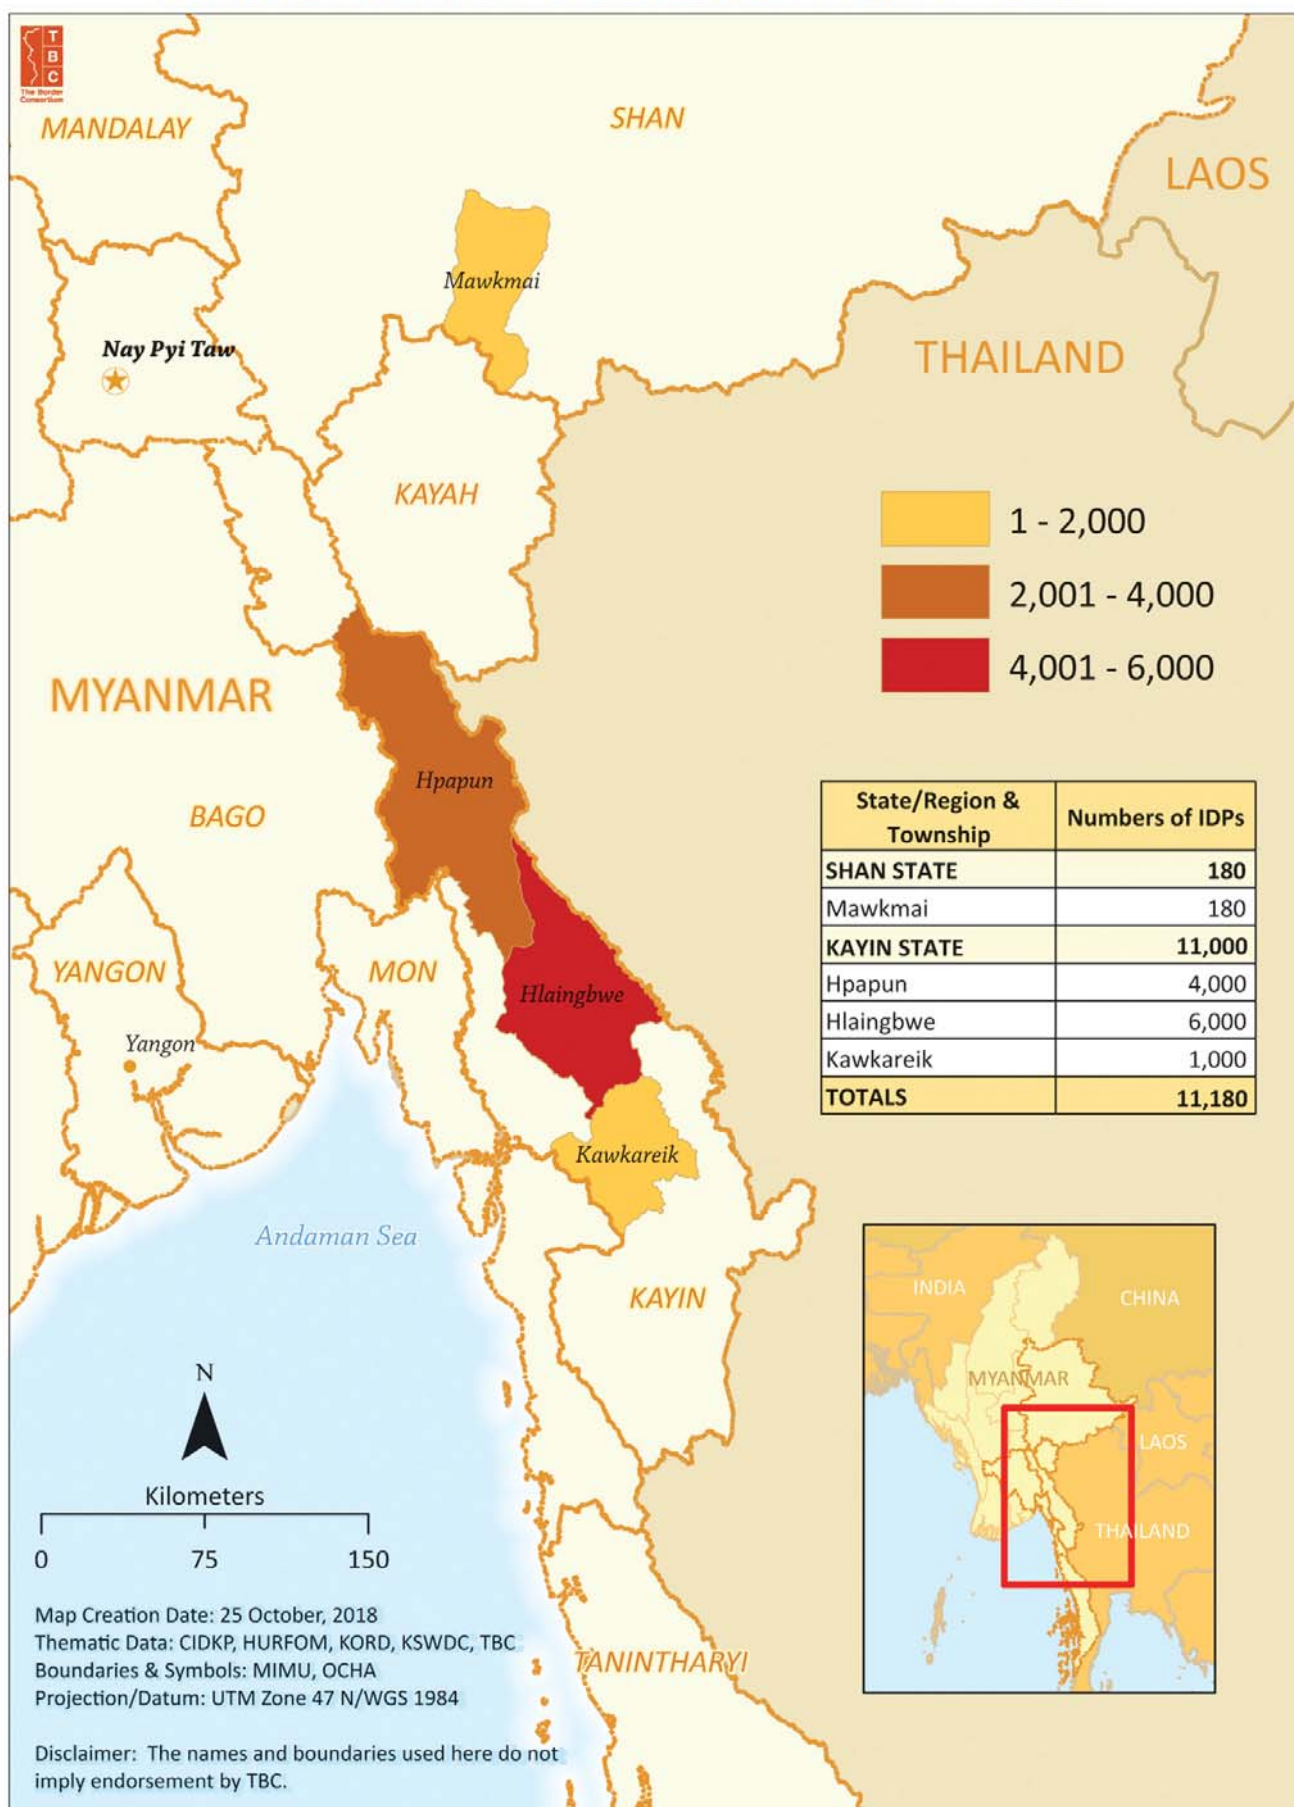 T
B
C
The Border
Consortium
MANDALAY
SHAN
LAOS
Mawkmai
Nay Pyi Taw
THAILAND
KAYAH
1 - 2,000
2,001 - 4,000
4,001 - 6,000
MYANMAR
Hpapun
BAGO
State/Region & Township Numbers of IDPs
SHAN STATE 180
Mawkmai 180
KAYIN STATE 11,000
Hpapun 4,000
Hlaingbwe 6,000
Kawkareik 1,000
TOTALS 11,180
YANGON
MON
Hlaingbwe
Yangon
Kawkareik
Andaman Sea
KAYIN
INDIA
CHINA
MYANMAR
LAOS
THAILAND
N
Kilometers
0 75 150
Map Creation Date: 25 October, 2018
Thematic Data: CIDKP, HURFOM, KORD, KSWDC, TBC
Boundaries & Symbols: MIMU, OCHA
Projection/Datum: UTM Zone 47 N/WGS 1984
TANINTHARYI
Disclaimer: The names and boundaries used here do not
imply endorsement by TBC.